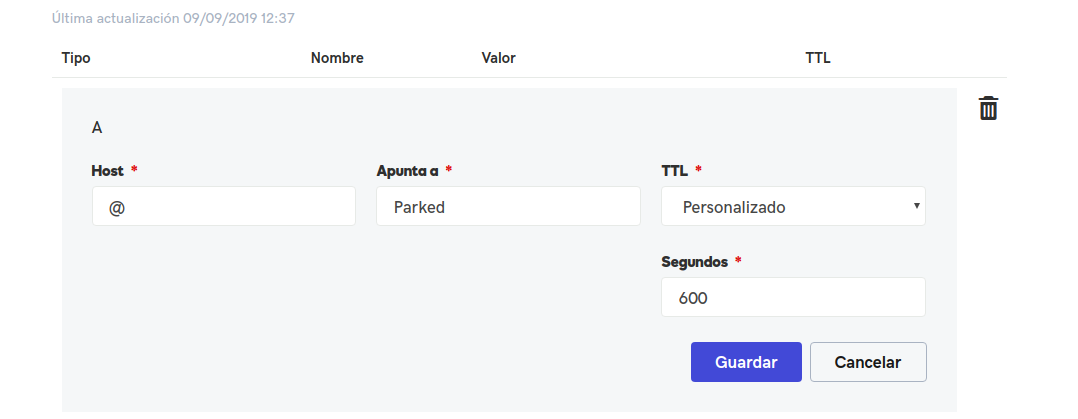 Última actualización 09/09/2019 12:37
Tipo Nombre Valor TTL
A
Host * Apunta a * TTL *
@ Parked Personalizado
Segundos *
600
Guardar Cancelar